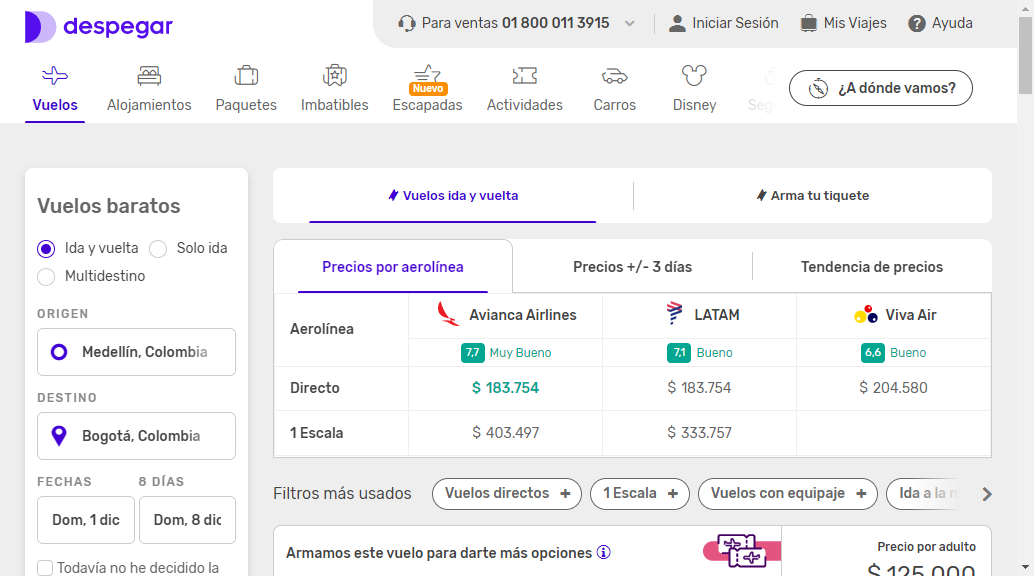 despegar
Para ventas 01 800 011 3915
Iniciar Sesión
Mis Viajes
Ayuda
Vuelos
Alojamientos
Paquetes
Imbatibles
Nuevo
Escapadas
Actividades
Carros
Disney
¿A dónde vamos?
Vuelos baratos
Ida y vuelta
Solo ida
Multidestino
ORIGEN
Medellín, Colombia
DESTINO
Bogotá, Colombia
FECHAS
8 DÍAS
Dom, 1 dic
Dom, 8 dic
Todavía no he decidido la
Vuelos ida y vuelta
Arma tu tiquete
Precios por aerolínea
Precios +/- 3 días
Tendencia de precios
Aerolínea
Avianca Airlines
LATAM
Viva Air
7,7 Muy Bueno
7,1 Bueno
6,6 Bueno
Directo
$ 183.754
$ 183.754
$ 204.580
1 Escala
$ 403.497
$ 333.757
Filtros más usados
Vuelos directos +
1 Escala +
Vuelos con equipaje +
Ida a la
Armamos este vuelo para darte más opciones
Precio por adulto
$ 125.000